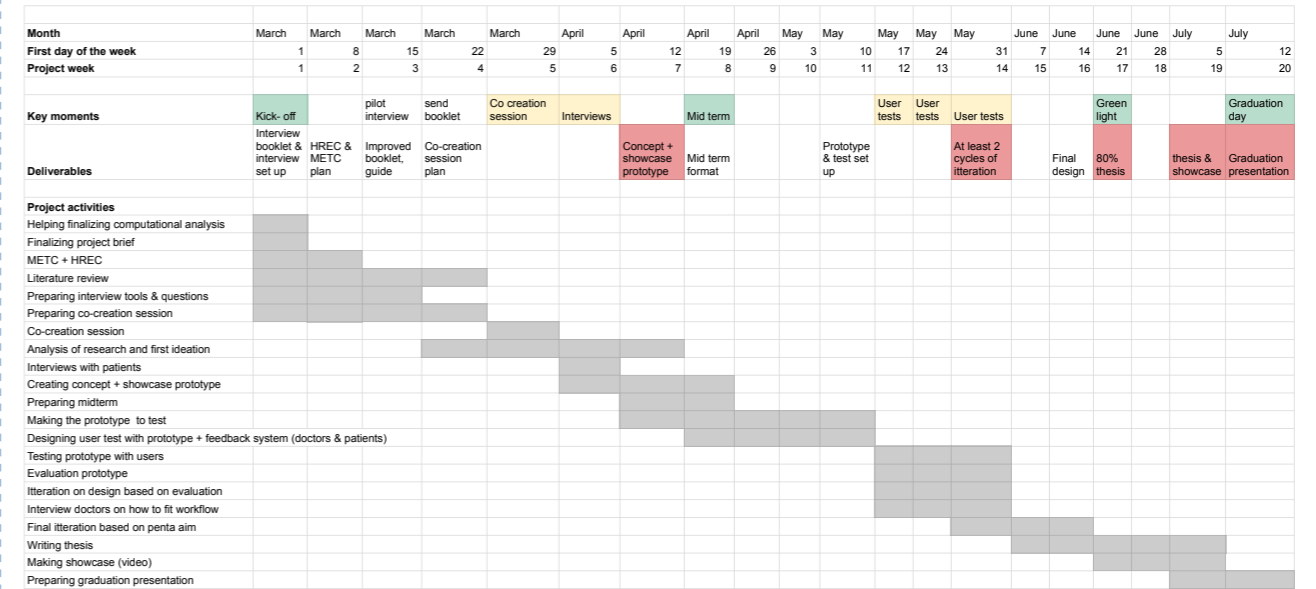 Month March March March March March April April April April May May May May May June June June June July July
First day of the week 1 8 15 22 29 5 12 19 26 3 10 17 24 31 7 14 21 28 5 12
Project week 1 2 3 4 5 6 7 8 9 10 11 12 13 14 15 16 17 18 19 20
Key moments Kick- off pilot interview send booklet Co creation session Interviews Mid term User tests User tests User tests Green light Graduation day
Deliverables Interview booklet & interview set up HREC & METC plan Improved booklet, guide Co-creation session plan Concept + showcase prototype Mid term format Prototype & test set up At least 2 cycles of itteration Final design 80% thesis thesis & showcase Graduation presentation
Project activities
Helping finalizing computational analysis
Finalizing project brief
METC + HREC
Literature review
Preparing interview tools & questions
Preparing co-creation session
Co-creation session
Analysis of research and first ideation
Interviews with patients
Creating concept + showcase prototype
Preparing midterm
Making the prototype to test
Designing user test with prototype + feedback system (doctors & patients)
Testing prototype with users
Evaluation prototype
Itteration on design based on evaluation
Interview doctors on how to fit workflow
Final itteration based on penta aim
Writing thesis
Making showcase (video)
Preparing graduation presentation